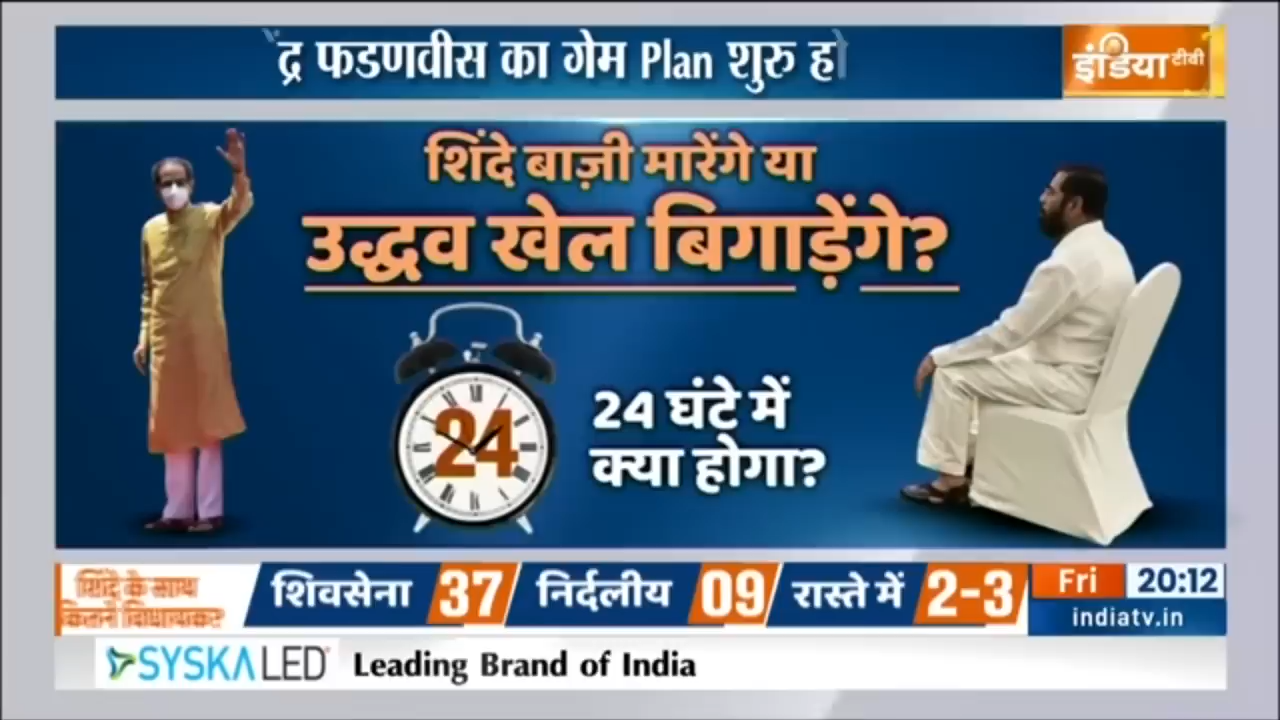 फडणवीस का गेम Plan शुरु
इंडिया टीवी
शिंदे बाज़ी मारेंगे या
उद्धव खेल बिगाड़ेंगे?
24
24 घंटे में
क्या होगा?
शिंदे के साथ
कितने विधायक
शिवसेना 37 निर्दलीय 09 रास्ते में 2-3
Fri 20:12
indiatv.in
SYSKA LED Leading Brand of India